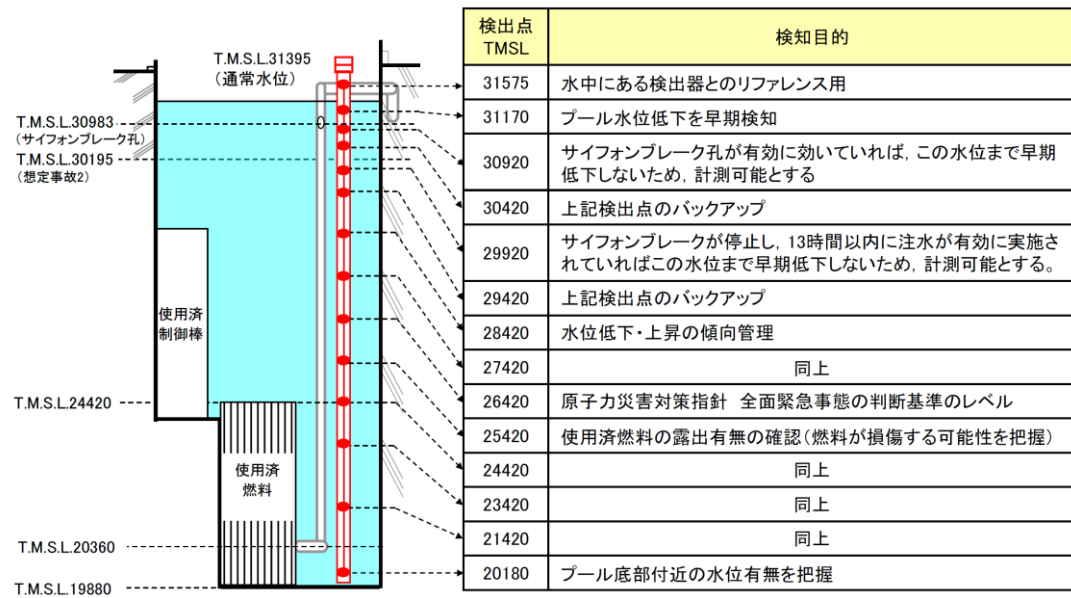 T.M.S.L.31395
（通常水位）
T.M.S.L.30983
（サイフォンブレーク孔）
T.M.S.L.30195
（想定事故2）
使用済
制御棒
T.M.S.L.24420
使用済
燃料
T.M.S.L.20360
T.M.S.L.19880
検出点
TMSL
検知目的
31575 水中にある検出器とのリファレンス用
31170 プール水位低下を早期検知
30920 サイフォンブレーク孔が有効に効いていれば，この水位まで早期
低下しないため，計測可能とする
30420 上記検出点のバックアップ
29920 サイフォンブレークが停止し，13時間以内に注水が有効に実施さ
れていればこの水位まで早期低下しないため，計測可能とする。
29420 上記検出点のバックアップ
28420 水位低下・上昇の傾向管理
27420 同上
26420 原子力災害対策指針 全面緊急事態の判断基準のレベル
25420 使用済燃料の露出有無の確認（燃料が損傷する可能性を把握）
24420 同上
23420 同上
21420 同上
20180 プール底部付近の水位有無を把握